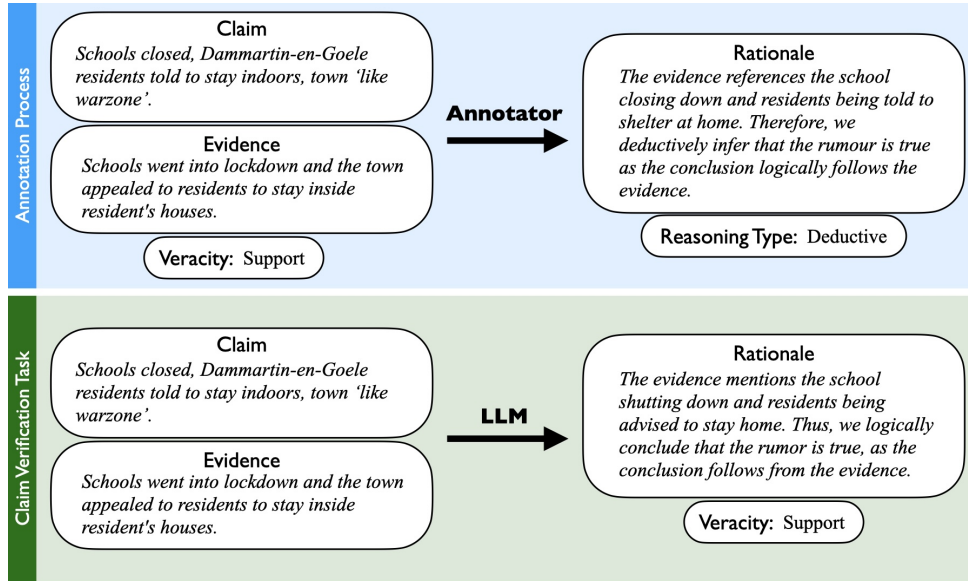 Annotation Process
Claim
Schools closed, Dammartin-en-Goele
residents told to stay indoors, town ‘like
warzone’.
Evidence
Schools went into lockdown and the town
appealed to residents to stay inside
resident's houses.
Veracity: Support
Annotator
Rationale
The evidence references the school
closing down and residents being told to
shelter at home. Therefore, we
deductively infer that the rumour is true
as the conclusion logically follows the
evidence.
Reasoning Type: Deductive
Claim Verification Task
Claim
Schools closed, Dammartin-en-Goele
residents told to stay indoors, town ‘like
warzone’.
Evidence
Schools went into lockdown and the town
appealed to residents to stay inside
resident's houses.
LLM
Rationale
The evidence mentions the school
shutting down and residents being
advised to stay home. Thus, we logically
conclude that the rumor is true, as the
conclusion follows from the evidence.
Veracity: Support